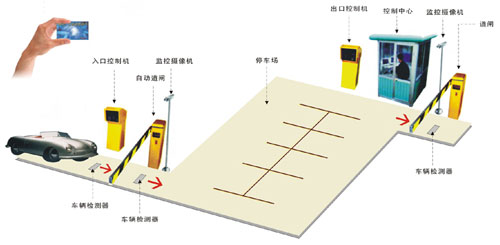 出口控制机
控制中心
监控摄像机
道闸
入口控制机
监控摄像机
自动道闸
停车场
车辆检测器
车辆检测器
车辆检测器